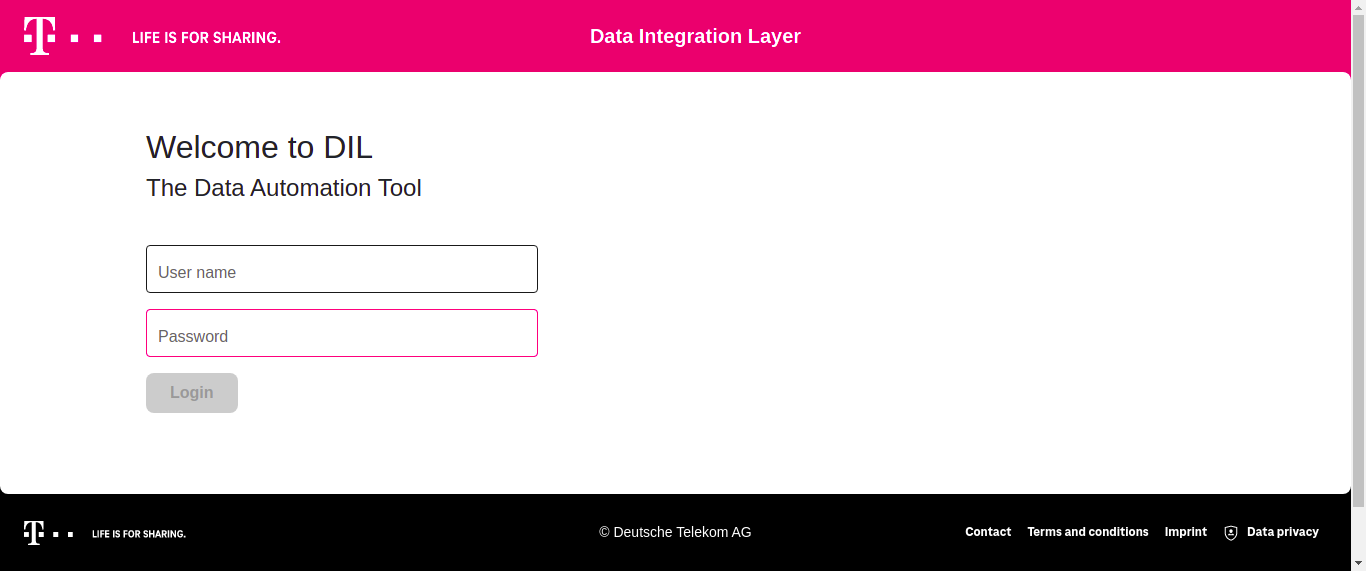 T
LIFE IS FOR SHARING.
Data Integration Layer
Welcome to DIL
The Data Automation Tool
User name
Password
Login
T
LIFE IS FOR SHARING.
© Deutsche Telekom AG
Contact
Terms and conditions
Imprint
Data privacy